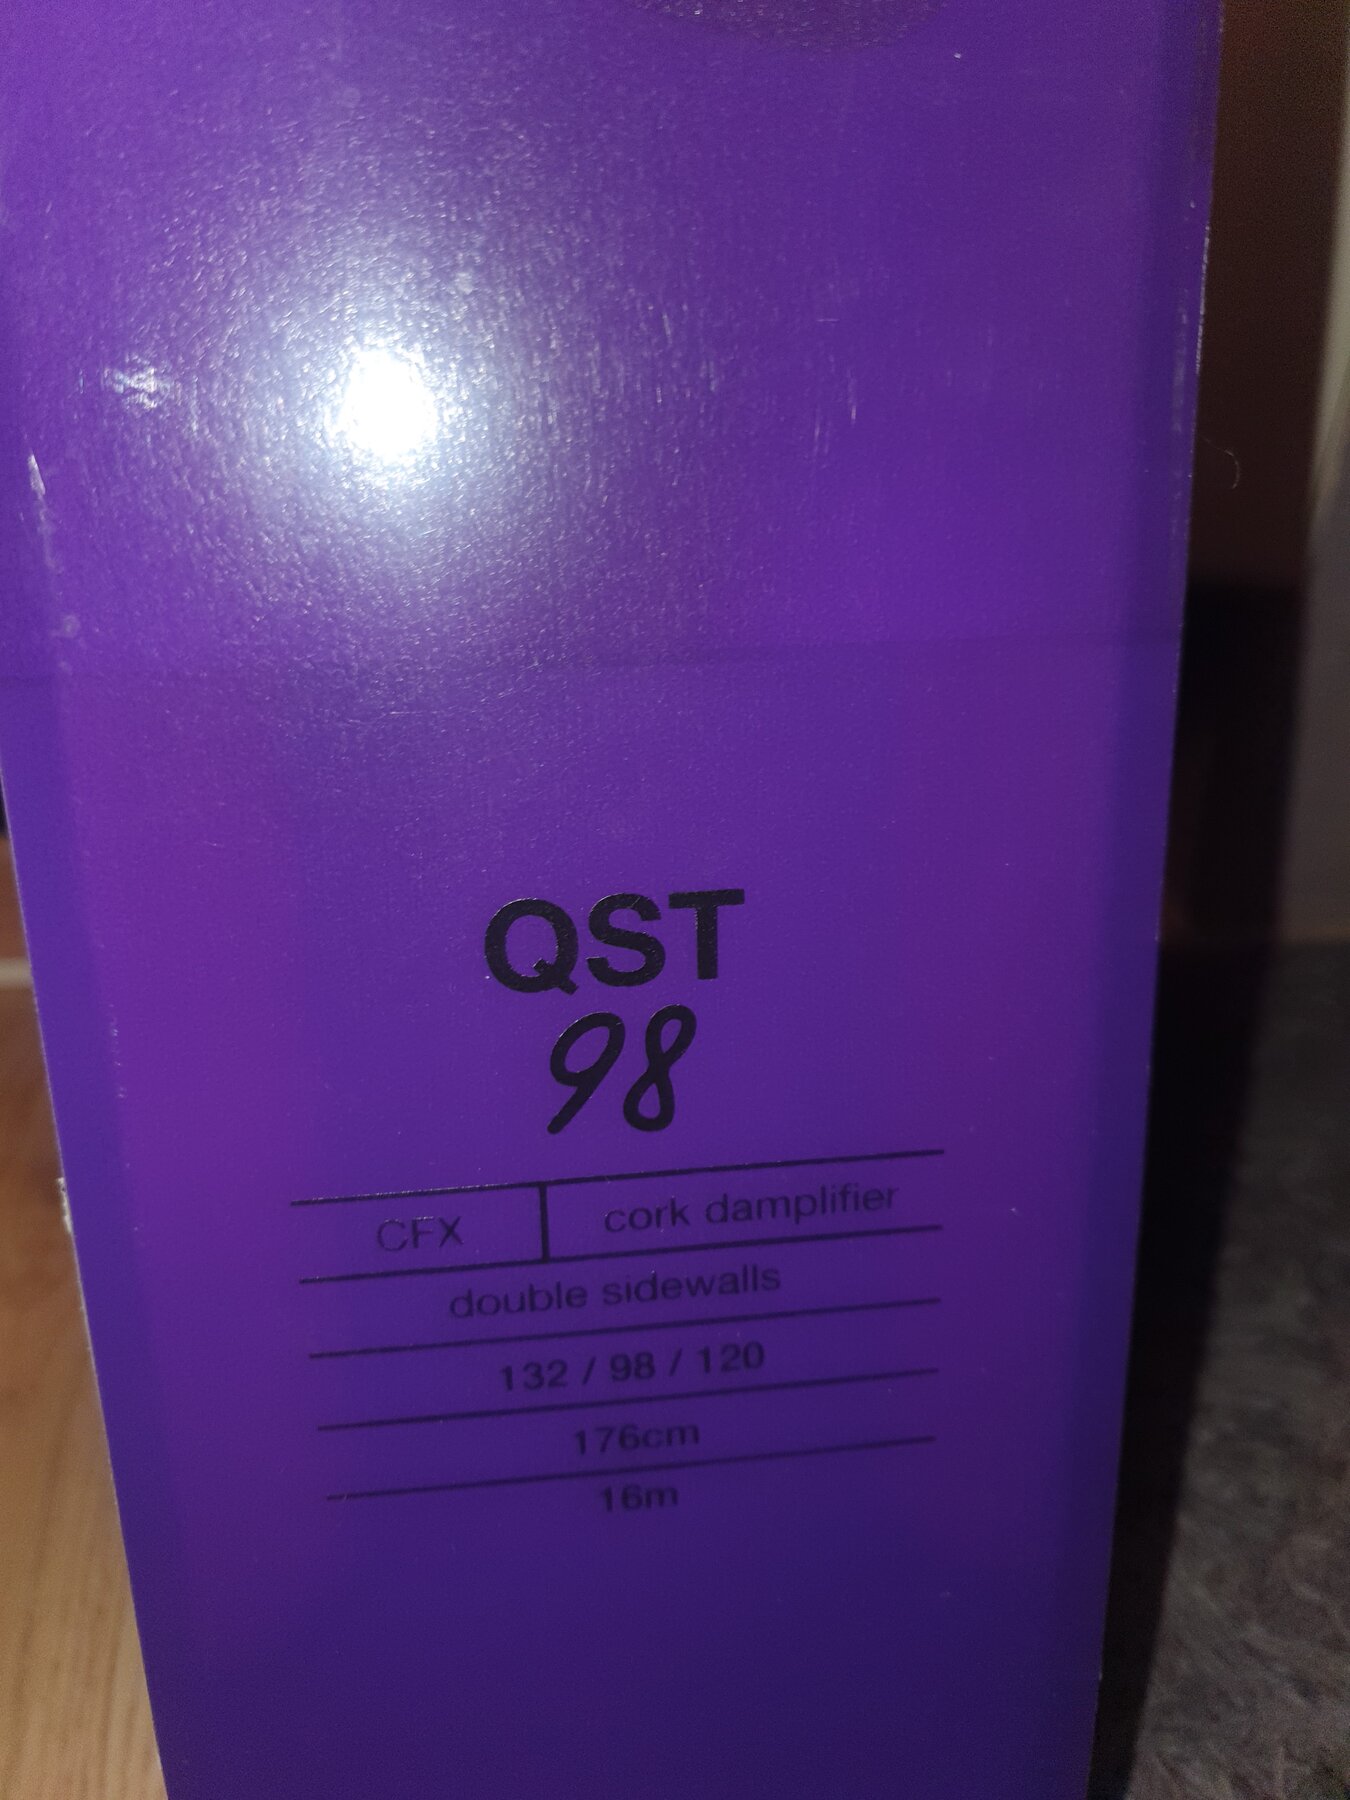 QST
98
CFX cork damplifier
double sidewalls
132 / 98 / 120
176cm
16m